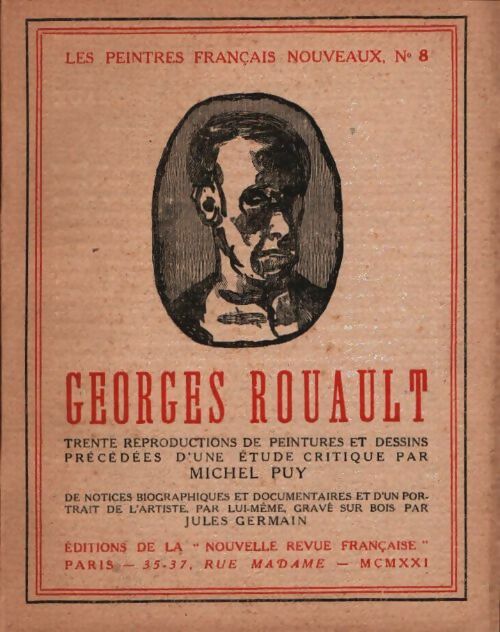 LES PEINTRES FRANÇAIS NOUVEAUX, No 8
GEORGES ROUAULT
TRENTE REPRODUCTIONS DE PEINTURES ET DESSINS
PRÉCÉDÉES D'UNE ÉTUDE CRITIQUE PAR
MICHEL PUY
DE NOTICES BIOGRAPHIQUES ET DOCUMENTAIRES ET D'UN POR-
TRAIT DE L'ARTISTE, PAR LUI-MÊME, GRAVÉ SUR BOIS PAR
JULES GERMAIN
ÉDITIONS DE LA "NOUVELLE REVUE FRANÇAISE"
PARIS — 35-37, RUE MADAME — MCMXXI